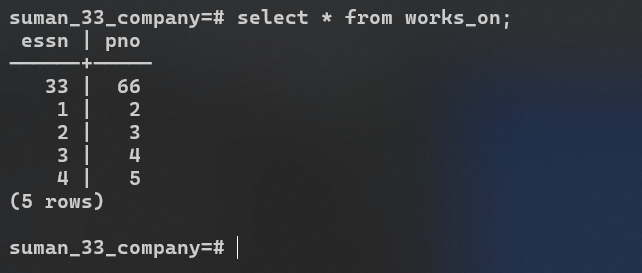 suman_33_company=# select * from works_on;
 essn | pno
------+-----
   33 |  66
    1 |   2
    2 |   3
    3 |   4
    4 |   5
(5 rows)
suman_33_company=#